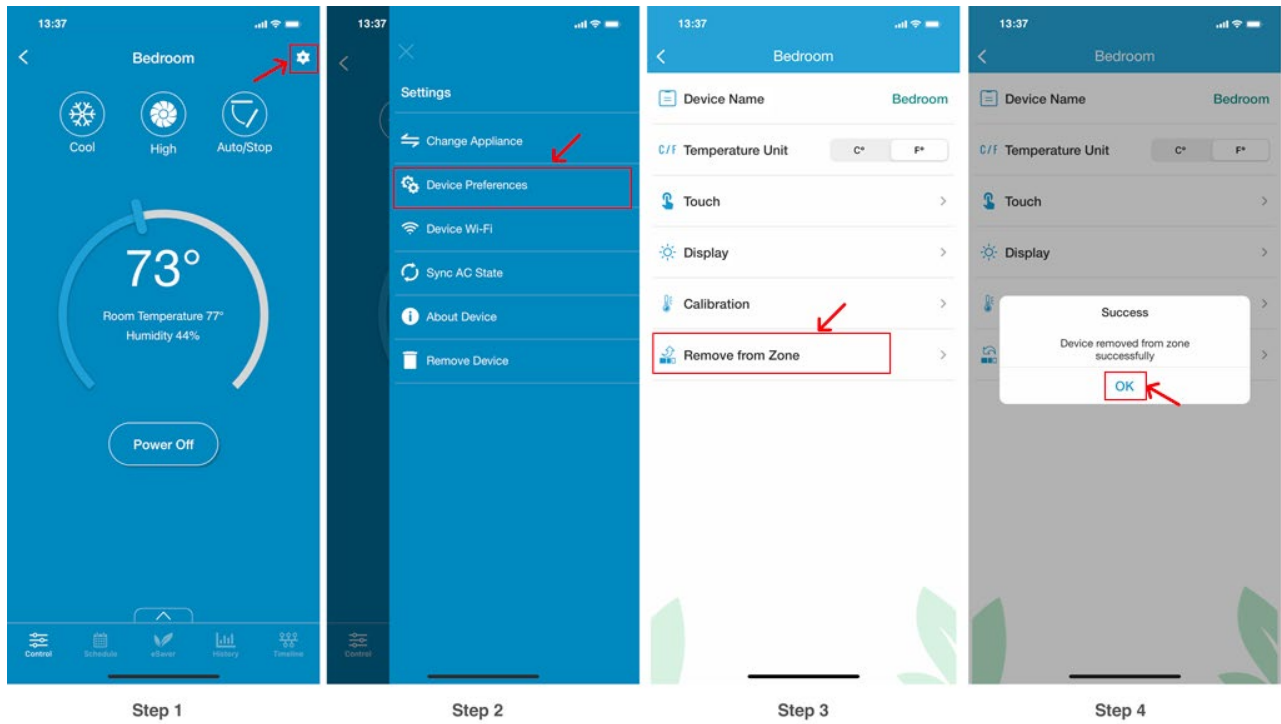 13:37
Bedroom
Cool
High
Auto/Stop
73°
Room Temperature 77°
Humidity 44%
Power Off
Control
Schedule
eSaver
History
Timeline
Step 1
13:37
Settings
Change Appliance
Device Preferences
Device Wi-Fi
Sync AC State
About Device
Remove Device
Control
Step 2
13:37
Bedroom
Device Name Bedroom
C/F Temperature Unit C° F°
Touch
Display
Calibration
Remove from Zone
Step 3
13:37
Bedroom
Device Name Bedroom
C/F Temperature Unit C° F°
Touch
Display
Success
Device removed from zone
successfully
OK
Step 4